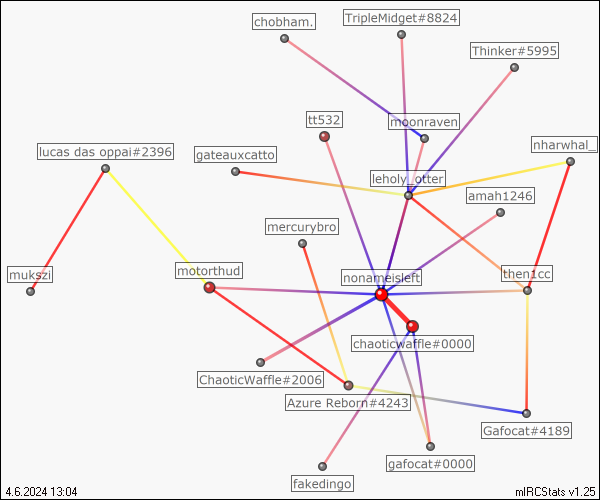 TripleMidget#8824
chobham.
Thinker#5995
tt532
moonraven
nharwhal_
lucas das oppai#2396
gateauxcatto
leholy_otter
amah1246
mercurybro
mukszi
motorthud
nonameisleft
then1cc
chaoticwaffle#0000
ChaoticWaffle#2006
Azure Reborn#4243
Gafocat#4189
gafocat#0000
fakedingo
4.6.2024 13:04
mIRCStats v1.25